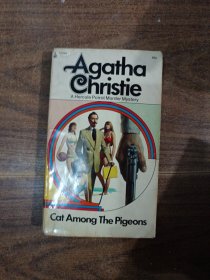 Agatha
Christie
A Hercule Poirot Murder Mystery
Cat Among The Pigeons